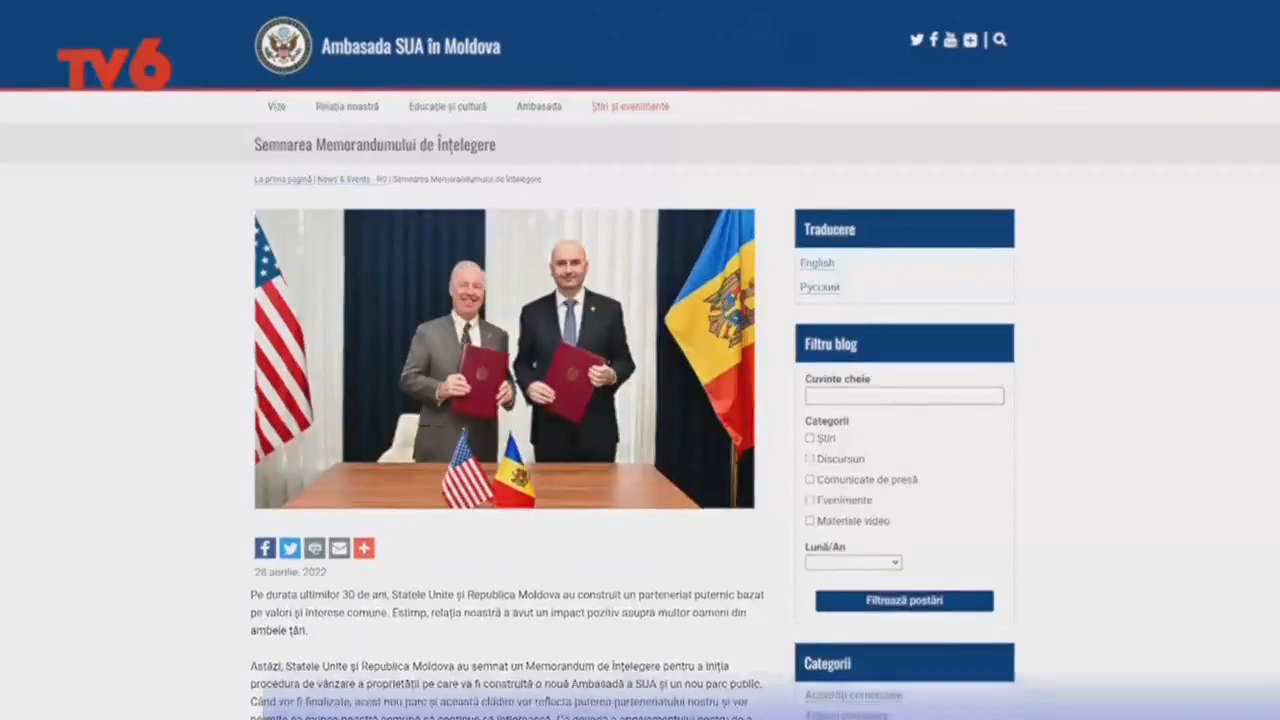 TV6
Ambasada SUA în Moldova
Vize Relația noastră Educație și cultură Ambasada Știri și evenimente
Semnarea Memorandumului de Înțelegere
La prima pagină | News & Events - RO | Semnarea Memorandumului de Înțelegere
Traducere
English
Русский
Filtru blog
Cuvinte cheie
Categorii
Știri
Discursuri
Comunicate de presă
Evenimente
Materiale video
Lună/An
Filtrează postări
Categorii
28 aprilie, 2022
Pe durata ultimilor 30 de ani, Statele Unite și Republica Moldova au construit un parteneriat puternic bazat
pe valori și interese comune. Estimp, relația noastră a avut un impact pozitiv asupra multor oameni din
ambele țări.
Astăzi, Statele Unite și Republica Moldova au semnat un Memorandum de Înțelegere pentru a iniția
procedura de vânzare a proprietății pe care va fi construită o nouă Ambasadă a SUA și un nou parc public.
Când vor fi finalizate, acest nou parc și această clădire vor reflecta puterea parteneriatului nostru și vor